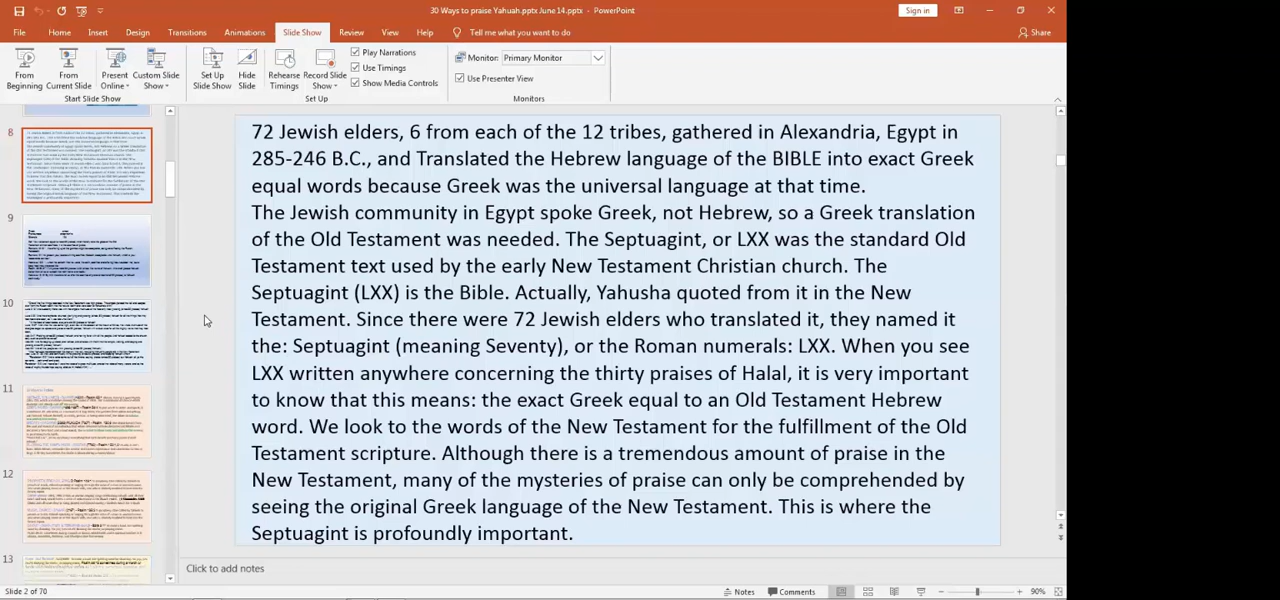 30 Ways to praise Yahuah.pptx June 14.pptx - PowerPoint
Sign in
File Home Insert Design Transitions Animations Slide Show Review View Help Tell me what you want to do Share
From Beginning
From Current Slide
Present Online
Custom Slide Show
Start Slide Show
Set Up Slide Show
Hide Slide
Rehearse Timings
Record Slide Show
Play Narrations
Use Timings
Show Media Controls
Set Up
Monitor: Primary Monitor
Use Presenter View
Monitors
8
9
10
11
12
13
72 Jewish elders, 6 from each of the 12 tribes, gathered in Alexandria, Egypt in
285-246 B.C., and Translated the Hebrew language of the BIBLE into exact Greek
equal words because Greek was the universal language at that time.
The Jewish community in Egypt spoke Greek, not Hebrew, so a Greek translation
of the Old Testament was needed. The Septuagint, or LXX was the standard Old
Testament text used by the early New Testament Christian church. The
Septuagint (LXX) is the Bible. Actually, Yahusha quoted from it in the New
Testament. Since there were 72 Jewish elders who translated it, they named it
the: Septuagint (meaning Seventy), or the Roman numerals: LXX. When you see
LXX written anywhere concerning the thirty praises of Halal, it is very important
to know that this means the exact Greek equal to an Old Testament Hebrew
word. We look to the words of the New Testament for the fulfillment of the Old
Testament scripture. Although there is a tremendous amount of praise in the
New Testament, many of the mysteries of praise can only be comprehended by
seeing the original Greek language of the New Testament. This is where the
Septuagint is profoundly important.
Click to add notes
Slide 2 of 70
Notes
Comments
90%